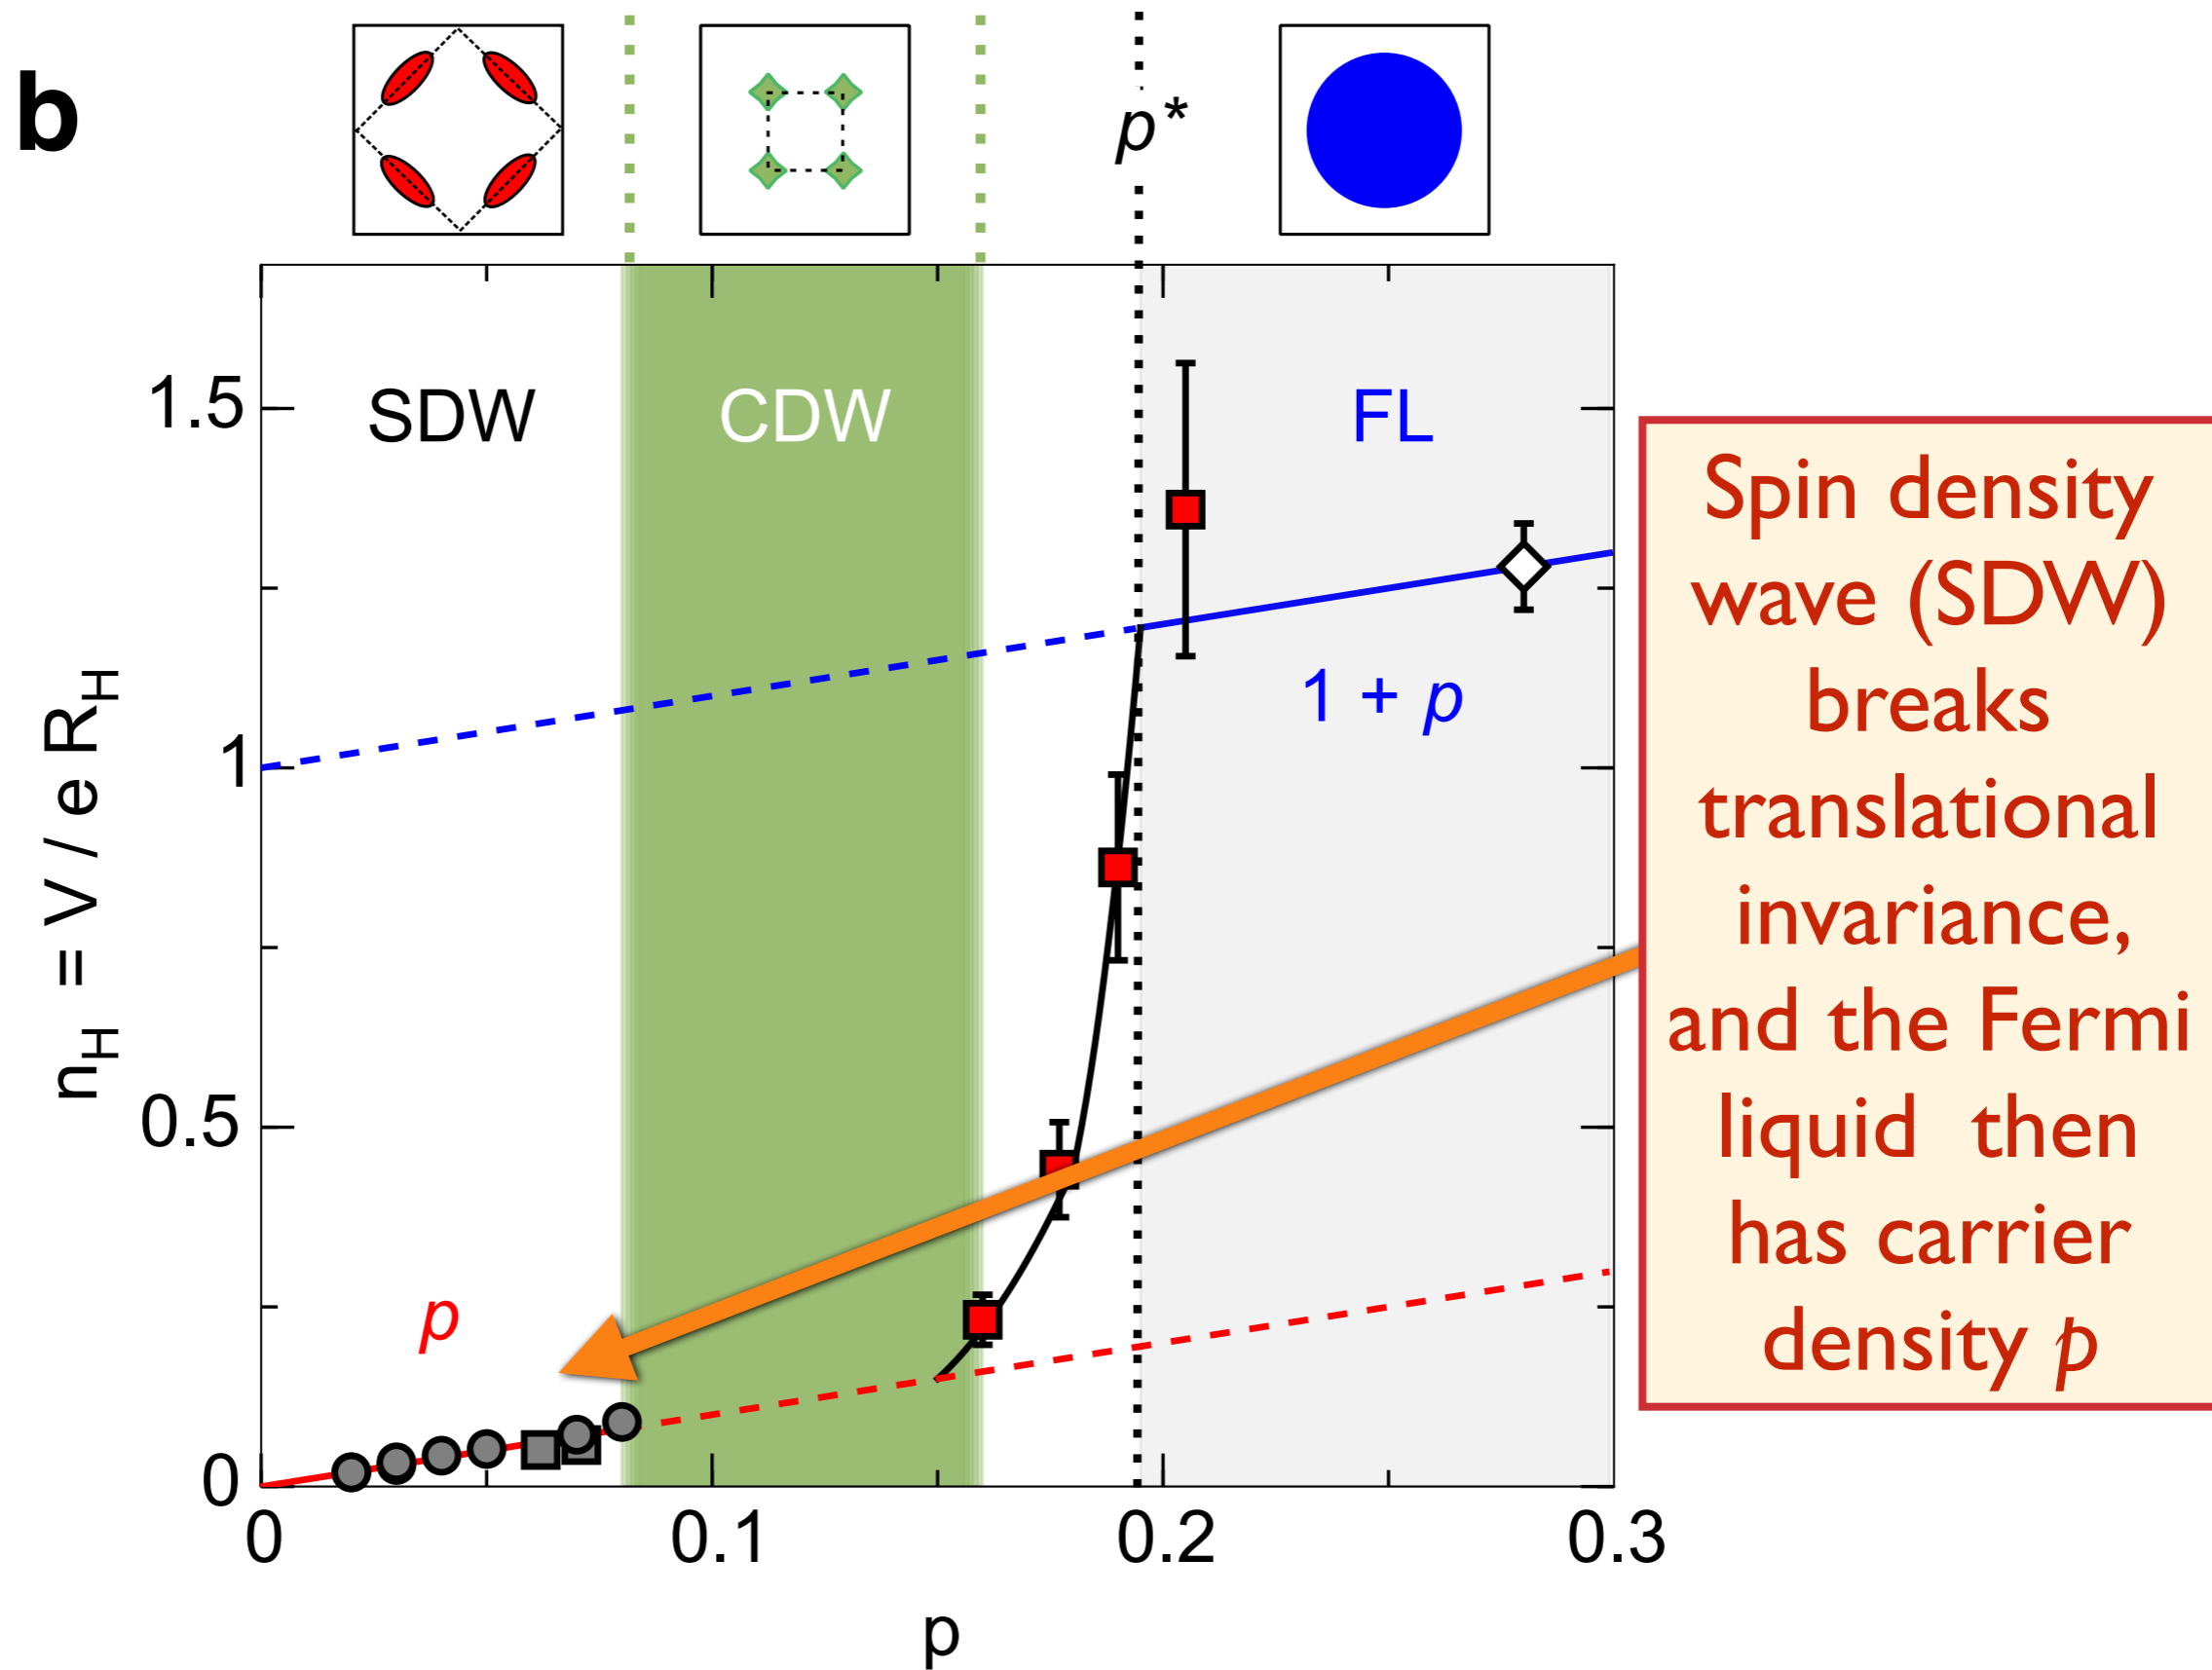 b
p*
SDW
CDW
FL
1.5
1
0.5
0
n_H = V / e R_H
1 + p
p
0
0.1
0.2
0.3
p
Spin density
wave (SDW)
breaks
translational
invariance,
and the Fermi
liquid then
has carrier
density p